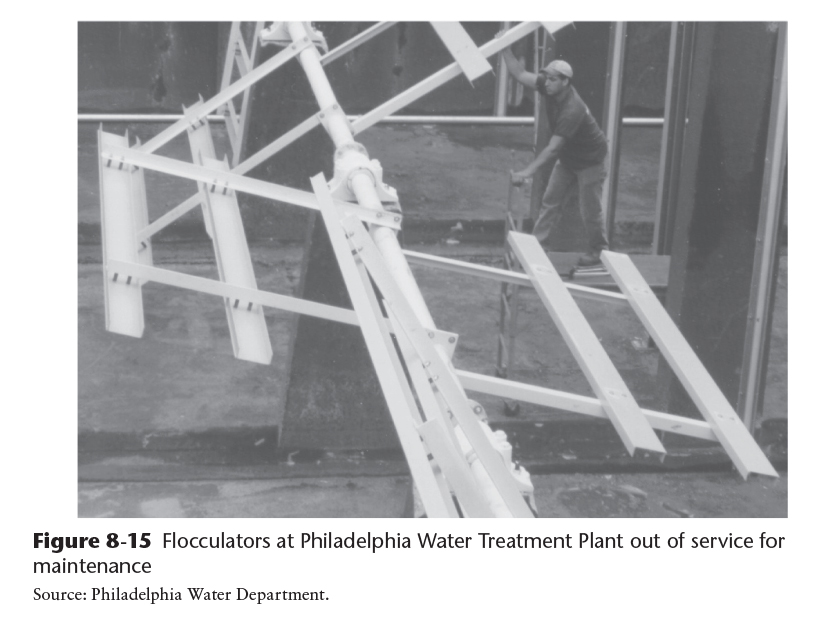 Figure 8-15 Flocculators at Philadelphia Water Treatment Plant out of service for
maintenance
Source: Philadelphia Water Department.